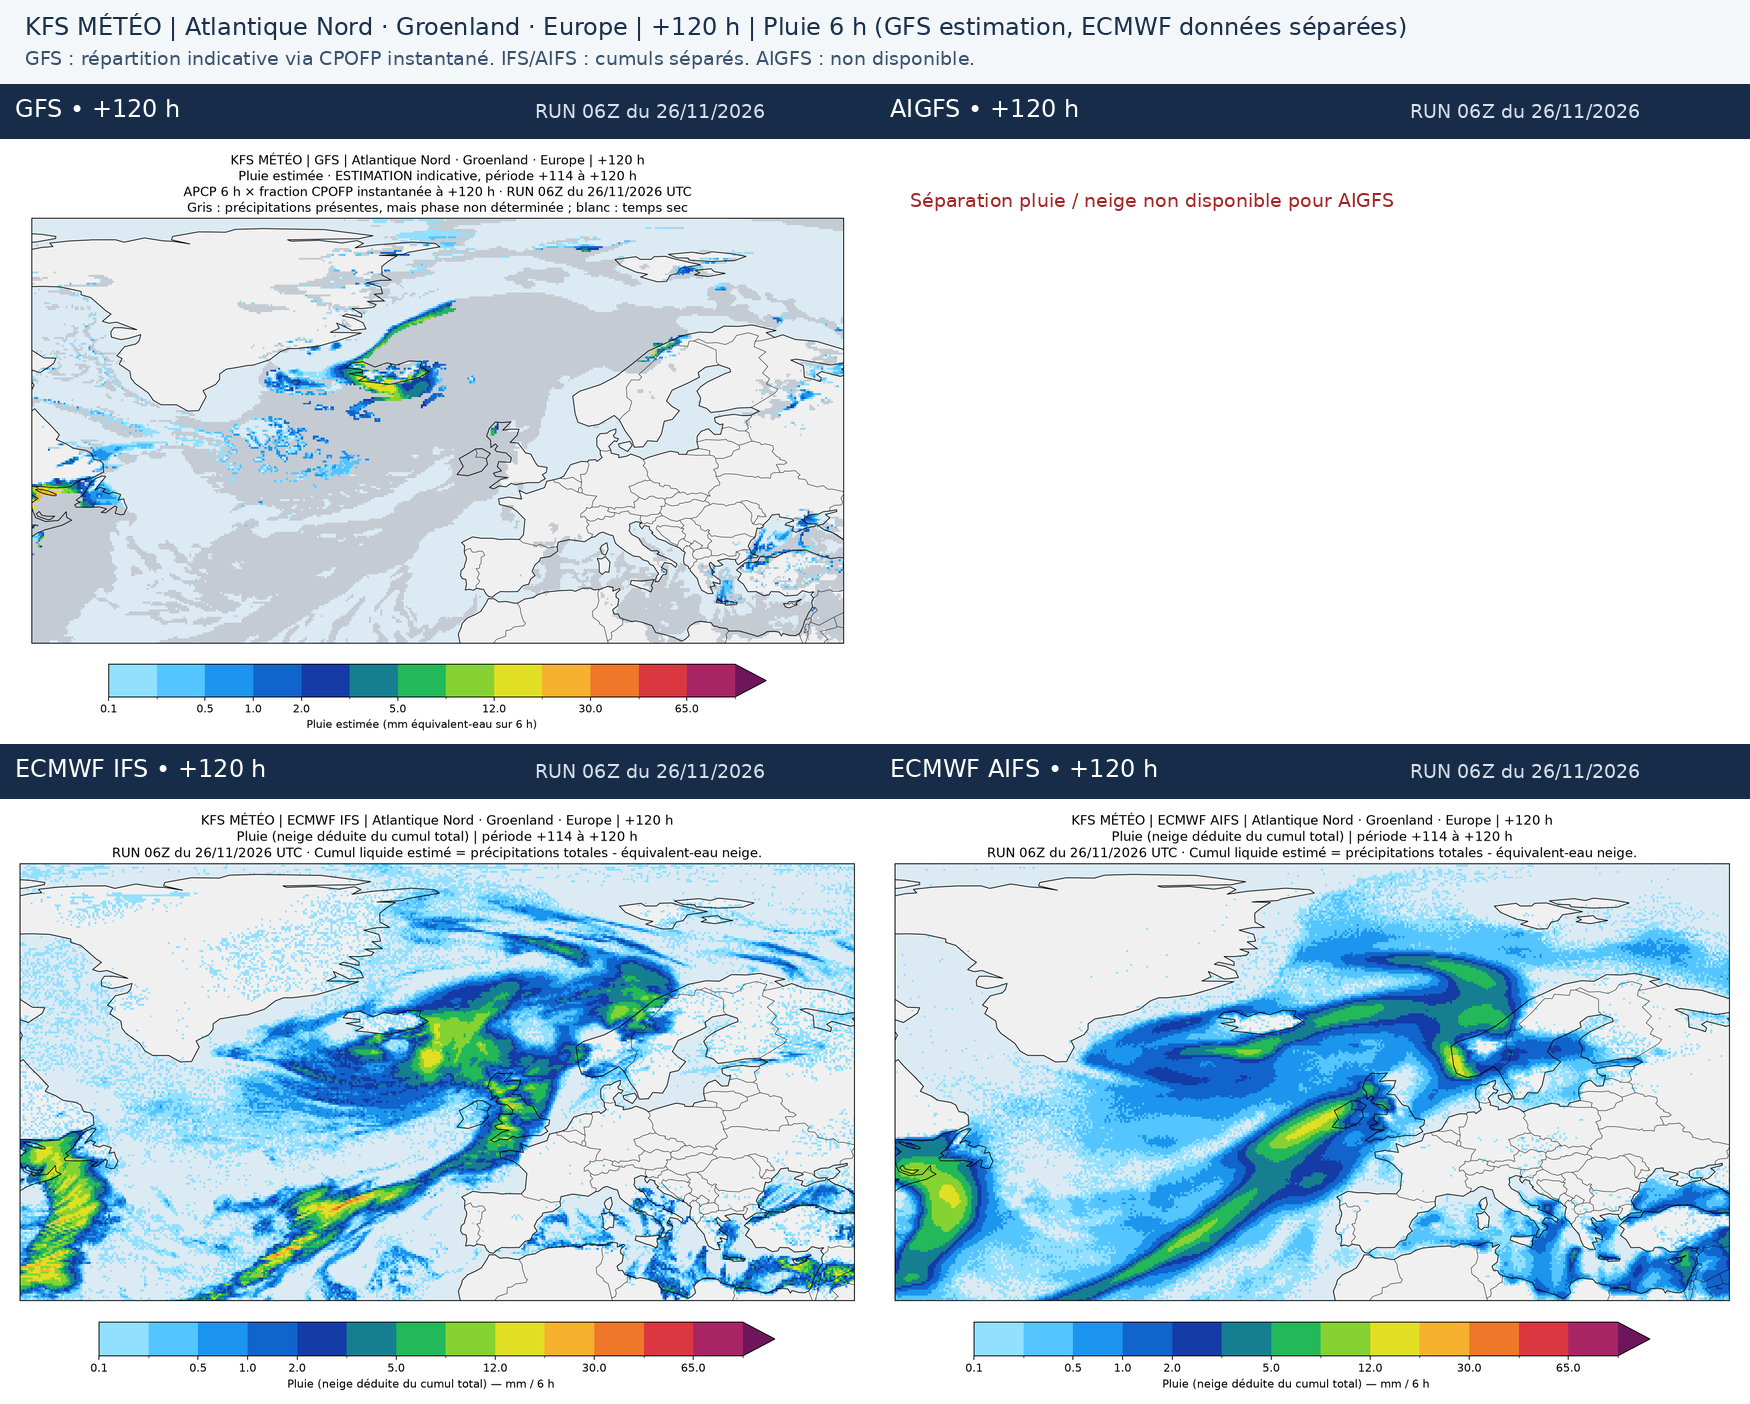 KFS MÉTÉO | Atlantique Nord · Groenland · Europe | +120 h | Pluie 6 h (GFS estimation, ECMWF données séparées)
GFS : répartition indicative via CPOFP instantané. IFS/AIFS : cumuls séparés. AIGFS : non disponible.
GFS • +120 h
RUN 06Z du 26/11/2026
AIGFS • +120 h
RUN 06Z du 26/11/2026
KFS MÉTÉO | GFS | Atlantique Nord · Groenland · Europe | +120 h
Pluie estimée · ESTIMATION indicative, période +114 à +120 h
APCP 6 h × fraction CPOFP instantanée à +120 h · RUN 06Z du 26/11/2026 UTC
Gris : précipitations présentes, mais phase non déterminée ; blanc : temps sec
Séparation pluie / neige non disponible pour AIGFS
0.1 0.5 1.0 2.0 5.0 12.0 30.0 65.0
Pluie estimée (mm équivalent-eau sur 6 h)
ECMWF IFS • +120 h
RUN 06Z du 26/11/2026
ECMWF AIFS • +120 h
RUN 06Z du 26/11/2026
KFS MÉTÉO | ECMWF IFS | Atlantique Nord · Groenland · Europe | +120 h
Pluie (neige déduite du cumul total) | période +114 à +120 h
RUN 06Z du 26/11/2026 UTC · Cumul liquide estimé = précipitations totales - équivalent-eau neige.
KFS MÉTÉO | ECMWF AIFS | Atlantique Nord · Groenland · Europe | +120 h
Pluie (neige déduite du cumul total) | période +114 à +120 h
RUN 06Z du 26/11/2026 UTC · Cumul liquide estimé = précipitations totales - équivalent-eau neige.
0.1 0.5 1.0 2.0 5.0 12.0 30.0 65.0
Pluie (neige déduite du cumul total) — mm / 6 h
0.1 0.5 1.0 2.0 5.0 12.0 30.0 65.0
Pluie (neige déduite du cumul total) — mm / 6 h